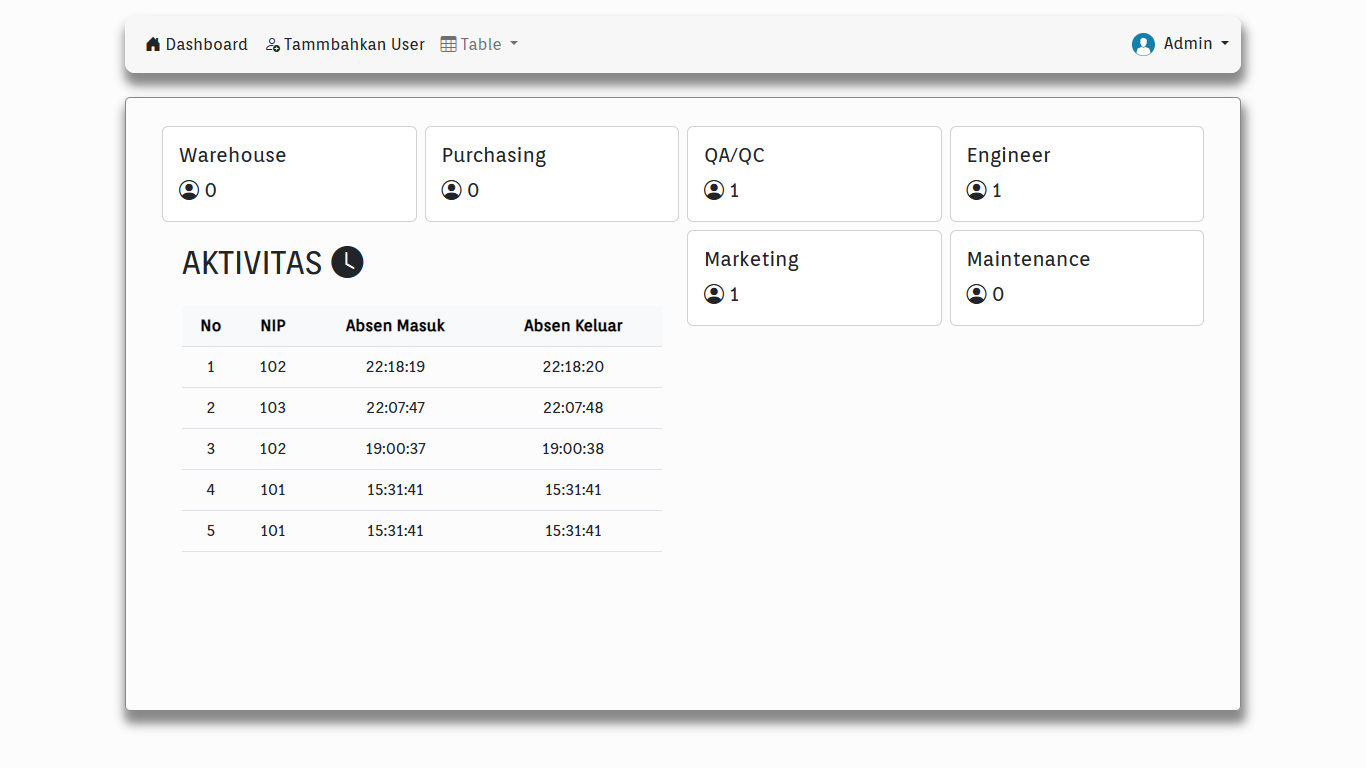 Dashboard Tammbahkan User Table Admin
Warehouse
0
Purchasing
0
QA/QC
1
Engineer
1
Marketing
1
Maintenance
0
AKTIVITAS
No NIP Absen Masuk Absen Keluar
1 102 22:18:19 22:18:20
2 103 22:07:47 22:07:48
3 102 19:00:37 19:00:38
4 101 15:31:41 15:31:41
5 101 15:31:41 15:31:41